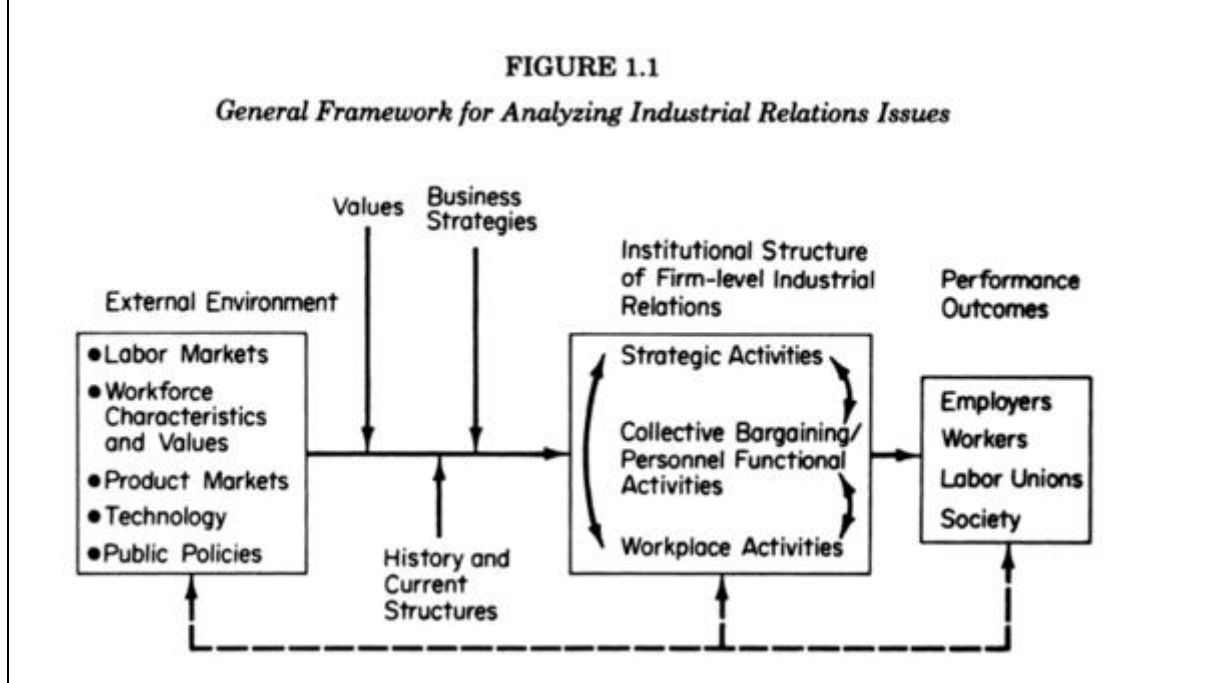 FIGURE 1.1
General Framework for Analyzing Industrial Relations Issues
Values
Business
Strategies
External Environment
● Labor Markets
● Workforce
Characteristics
and Values
● Product Markets
● Technology
● Public Policies
History and
Current
Structures
Institutional Structure
of Firm-level Industrial
Relations
Strategic Activities
Collective Bargaining/
Personnel Functional
Activities
Workplace Activities
Performance
Outcomes
Employers
Workers
Labor Unions
Society